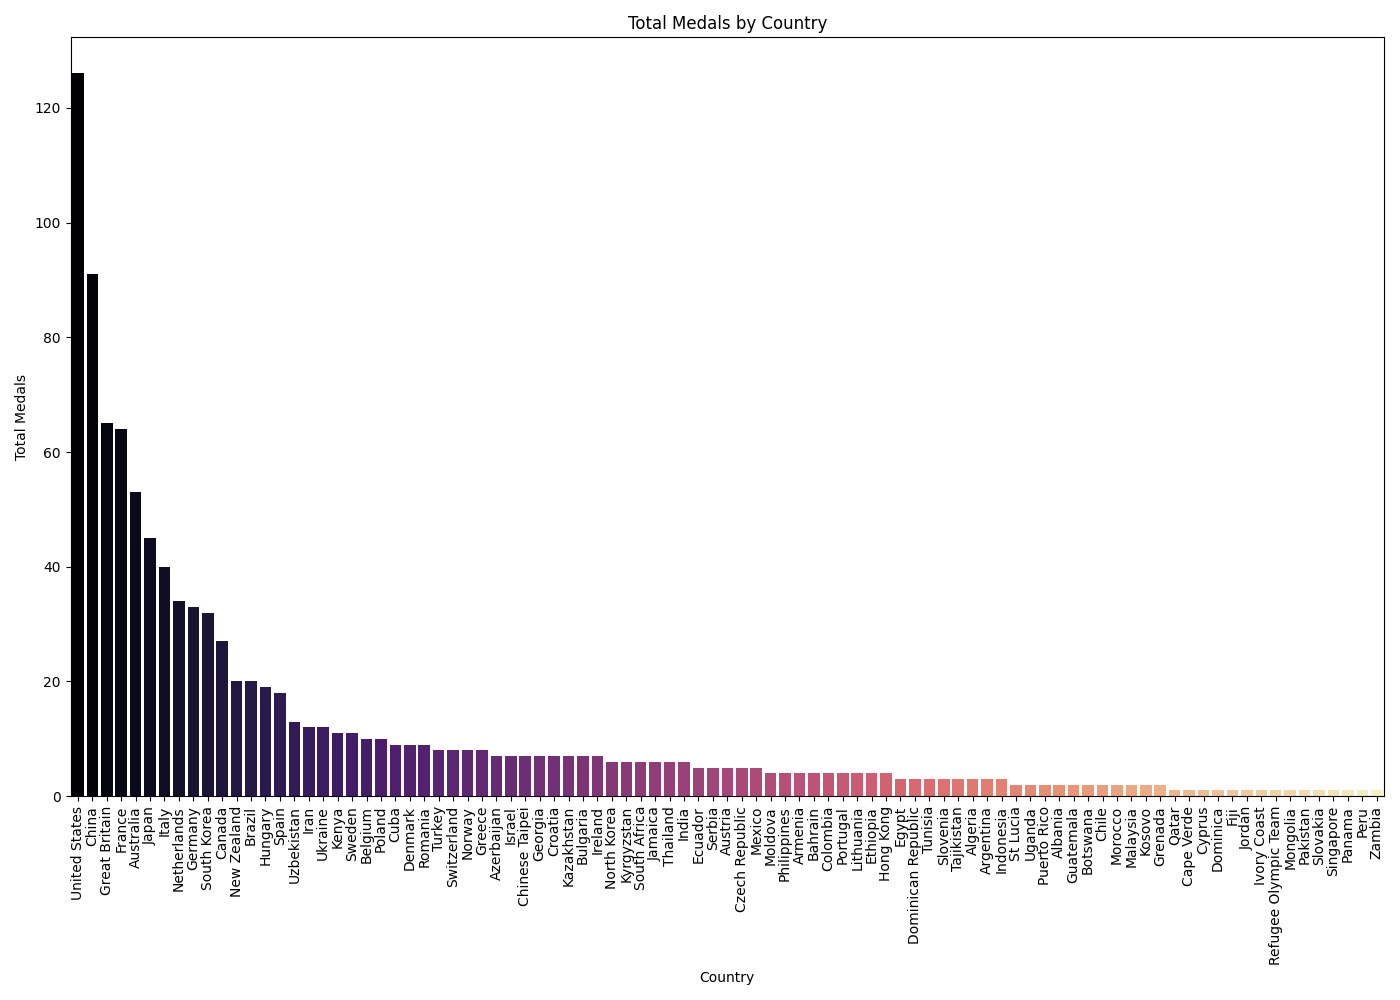 Total Medals by Country
Total Medals
120
100
80
60
40
20
0
United States
China
Great Britain
France
Australia
Japan
Italy
Netherlands
Germany
South Korea
Canada
New Zealand
Brazil
Hungary
Spain
Uzbekistan
Iran
Ukraine
Kenya
Sweden
Belgium
Poland
Cuba
Denmark
Romania
Turkey
Switzerland
Norway
Greece
Azerbaijan
Israel
Chinese Taipei
Georgia
Croatia
Kazakhstan
Bulgaria
Ireland
North Korea
Kyrgyzstan
South Africa
Jamaica
Thailand
India
Ecuador
Serbia
Austria
Czech Republic
Mexico
Moldova
Philippines
Armenia
Bahrain
Colombia
Portugal
Lithuania
Ethiopia
Hong Kong
Egypt
Dominican Republic
Tunisia
Slovenia
Tajikistan
Algeria
Argentina
Indonesia
St Lucia
Uganda
Puerto Rico
Albania
Guatemala
Botswana
Chile
Morocco
Malaysia
Kosovo
Grenada
Qatar
Cape Verde
Cyprus
Dominica
Fiji
Jordan
Ivory Coast
Refugee Olympic Team
Mongolia
Pakistan
Slovakia
Singapore
Panama
Peru
Zambia
Country